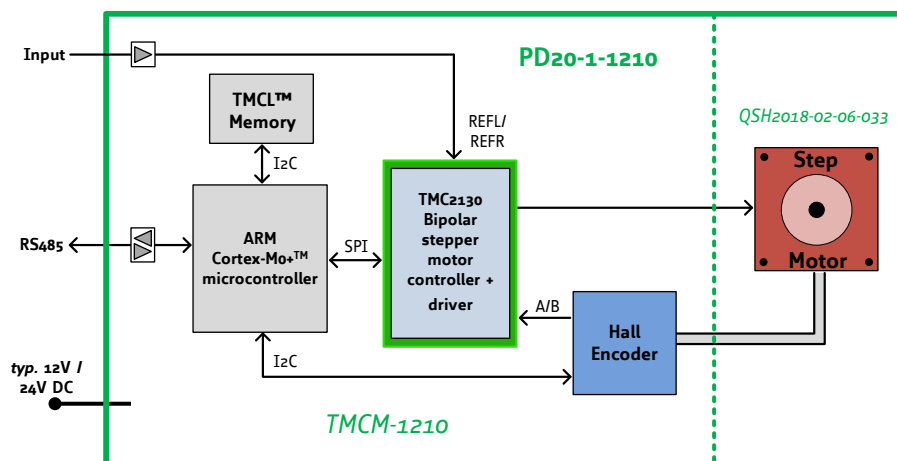 PD20-1-1210
Input
TMCL™
Memory
REFL/
REFR
QSH2018-02-06-033
I2C
Step
Motor
TMC2130
Bipolar
stepper
motor
controller +
driver
RS485
ARM
Cortex-M0+™
microcontroller
SPI
A/B
Hall
Encoder
I2C
typ. 12V /
24V DC
TMCM-1210